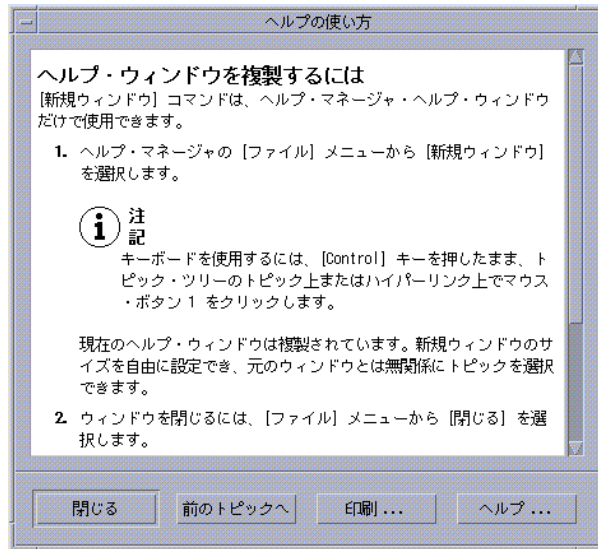 ヘルプの使い方
ヘルプ・ウィンドウを複製するには
[新規ウィンドウ] コマンドは、ヘルプ・マネージャ・ヘルプ・ウィンドウ
だけで使用できます。
1. ヘルプ・マネージャの [ファイル] メニューから [新規ウィンドウ]
を選択します。
注
記
キーボードを使用するには、[Control] キーを押したまま、ト
ピック・ツリーのトピック上またはハイパーリンク上でマウス
・ボタン 1 をクリックします。
現在のヘルプ・ウィンドウは複製されています。新規ウィンドウのサ
イズを自由に設定でき、元のウィンドウとは無関係にトピックを選択
できます。
2. ウィンドウを閉じるには、[ファイル] メニューから [閉じる] を選
択します。
閉じる 前のトピックへ 印刷 ... ヘルプ ...